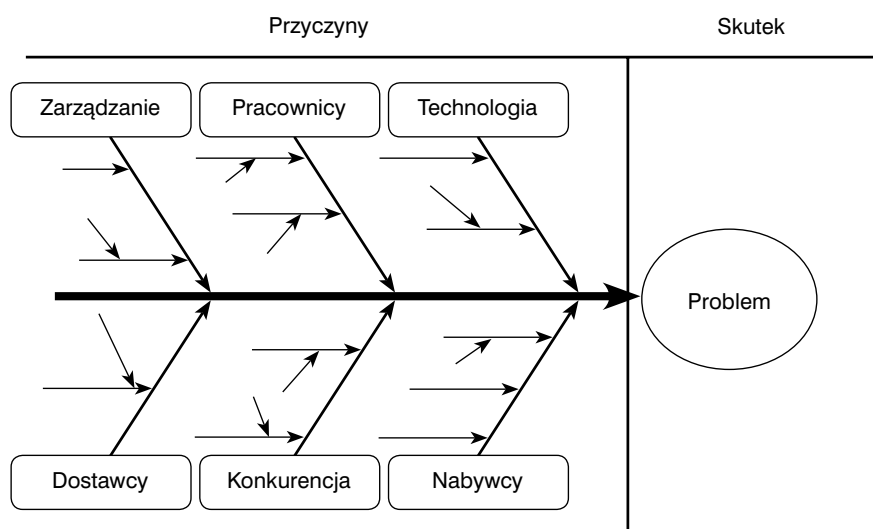 Przyczyny
Skutek
Zarządzanie
Pracownicy
Technologia
Problem
Dostawcy
Konkurencja
Nabywcy